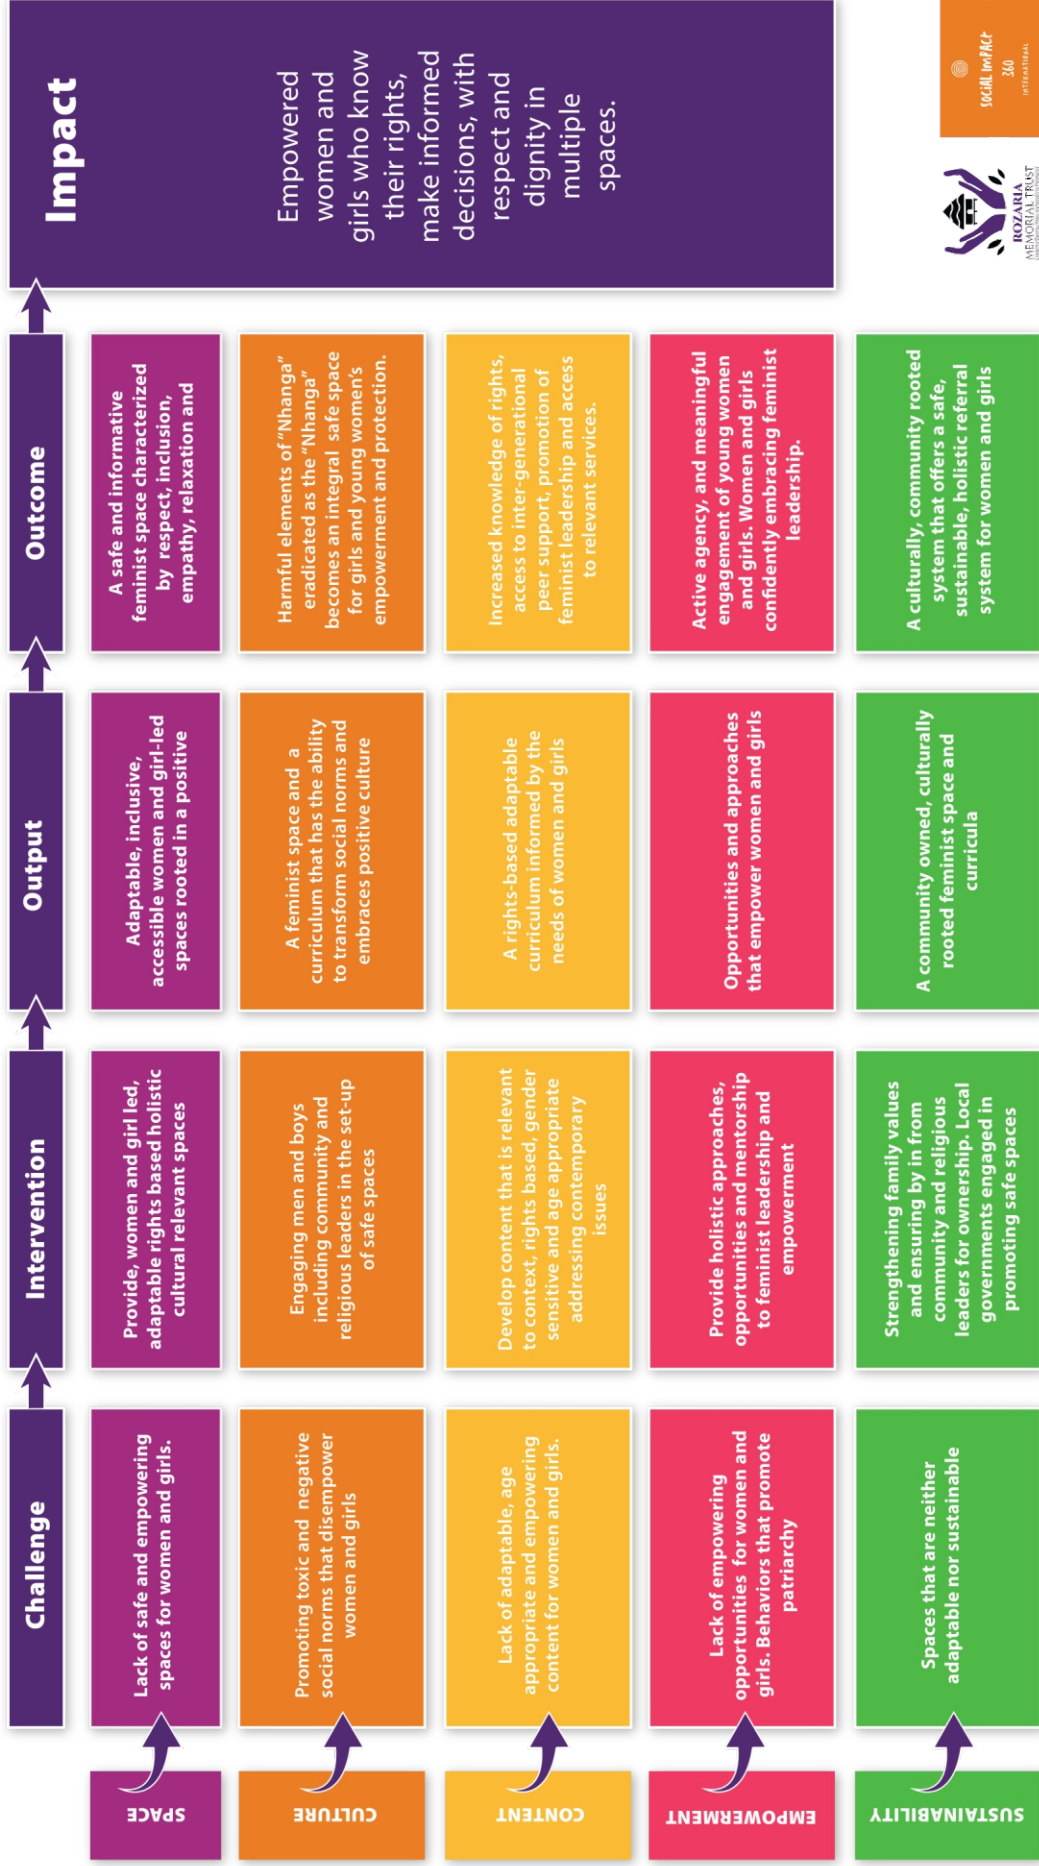 Challenge
Intervention
Output
Outcome
Impact
SPACE
Lack of safe and empowering
spaces for women and girls.
Provide, women and girl led,
adaptable rights based holistic
cultural relevant spaces
Adaptable, inclusive,
accessible women and girl-led
spaces rooted in a positive
A safe and informative
feminist space characterized
by respect, inclusion,
empathy, relaxation and
CULTURE
Promoting toxic and negative
social norms that disempower
women and girls
Engaging men and boys
including community and
religious leaders in the set-up
of safe spaces
A feminist space and a
curriculum that has the ability
to transform social norms and
embraces positive culture
Harmful elements of “Nhanga”
eradicated as the “Nhanga”
becomes an integral safe space
for girls and young women’s
empowerment and protection.
CONTENT
Lack of adaptable, age
appropriate and empowering
content for women and girls.
Develop content that is relevant
to context, rights based, gender
sensitive and age appropriate
addressing contemporary
issues
A rights-based adaptable
curriculum informed by the
needs of women and girls
Increased knowledge of rights,
access to inter-generational
peer support, promotion of
feminist leadership and access
to relevant services.
EMPOWERMENT
Lack of empowering
opportunities for women and
girls. Behaviors that promote
patriarchy
Provide holistic approaches,
opportunities and mentorship
to feminist leadership and
empowerment
Opportunities and approaches
that empower women and girls
Active agency, and meaningful
engagement of young women
and girls. Women and girls
confidently embracing feminist
leadership.
SUSTAINABILITY
Spaces that are neither
adaptable nor sustainable
Strengthening family values
and ensuring by in from
community and religious
leaders for ownership. Local
governments engaged in
promoting safe spaces
A community owned, culturally
rooted feminist space and
curricula
A culturally, community rooted
system that offers a safe,
sustainable, holistic referral
system for women and girls
Empowered
women and
girls who know
their rights,
make informed
decisions, with
respect and
dignity in
multiple
spaces.
ROZARIA
MEMORIAL TRUST
SOCIAL IMPACT
360
INTERNATIONAL